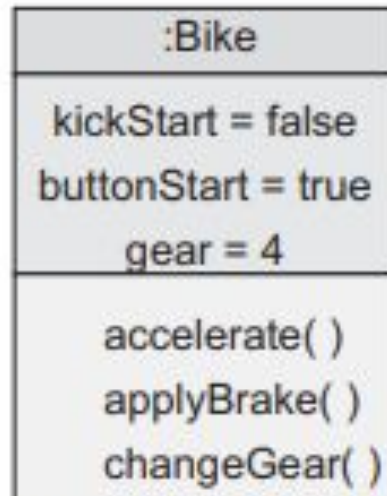 :Bike
kickStart = false
buttonStart = true
gear = 4
accelerate( )
applyBrake( )
changeGear( )